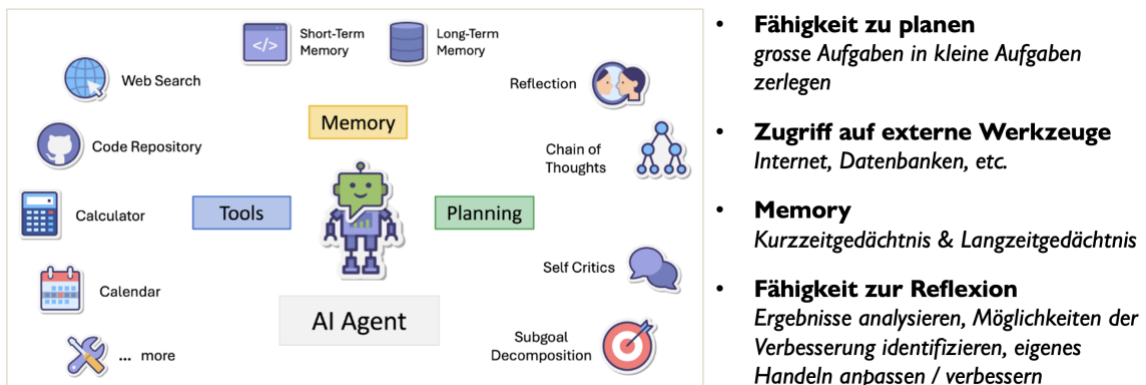 Short-Term
Memory
Long-Term
Memory
Web Search
Reflection
Memory
Code Repository
Chain of
Thoughts
Calculator
Tools
Planning
Self Critics
Calendar
AI Agent
Subgoal
Decomposition
... more
</>
• Fähigkeit zu planen
grosse Aufgaben in kleine Aufgaben
zerlegen
• Zugriff auf externe Werkzeuge
Internet, Datenbanken, etc.
• Memory
Kurzzeitgedächtnis & Langzeitgedächtnis
• Fähigkeit zur Reflexion
Ergebnisse analysieren, Möglichkeiten der
Verbesserung identifizieren, eigenes
Handeln anpassen / verbessern